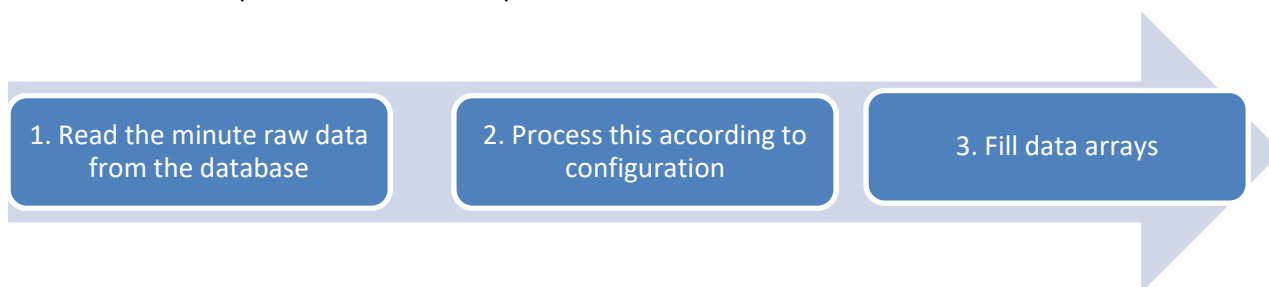 1. Read the minute raw data
from the database
2. Process this according to
configuration
3. Fill data arrays